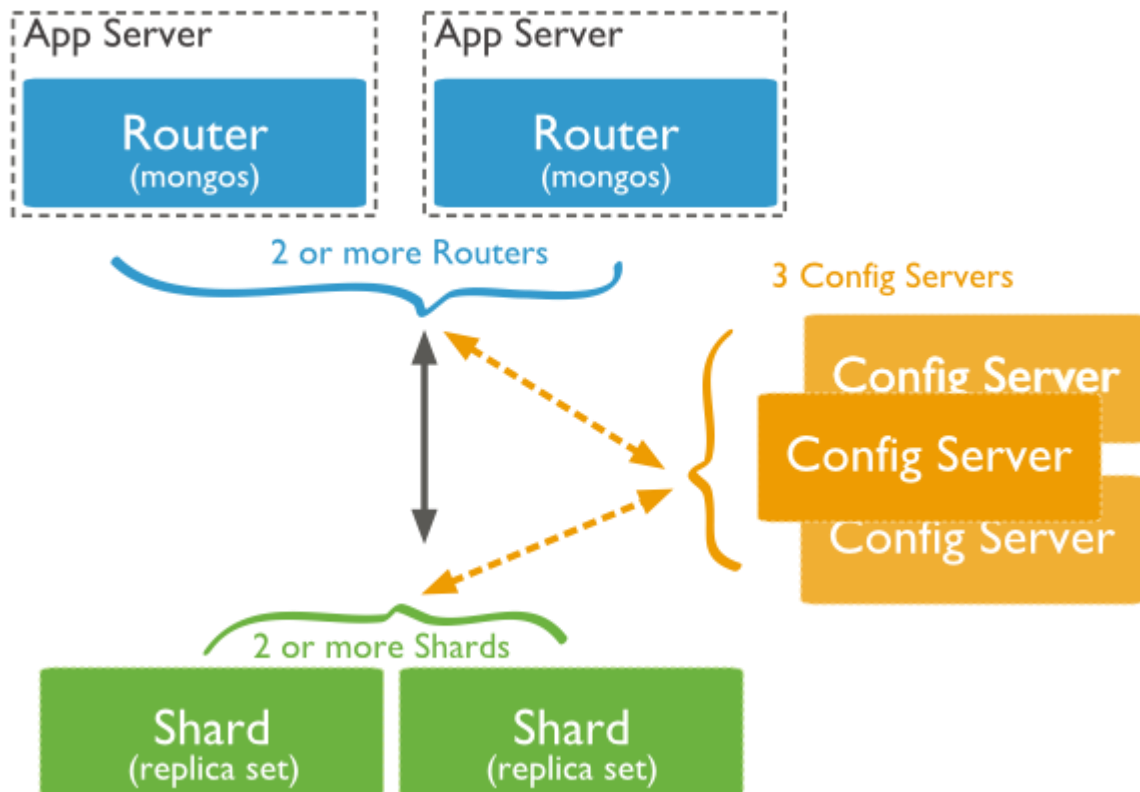 App Server
App Server
Router
(mongos)
Router
(mongos)
2 or more Routers
3 Config Servers
Config Server
Config Server
Config Server
2 or more Shards
Shard
(replica set)
Shard
(replica set)